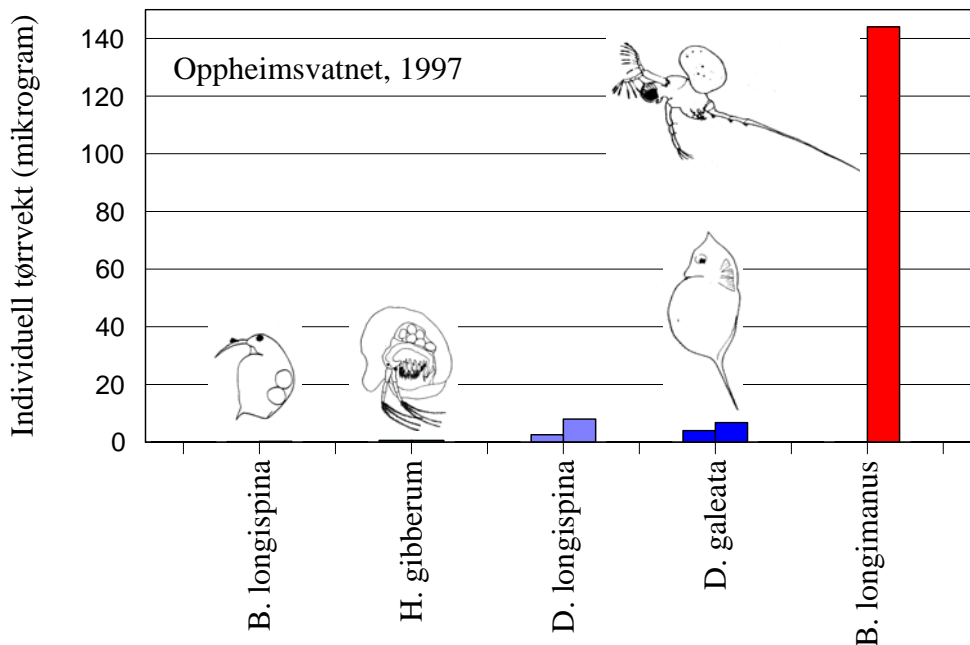 Individuell tørrvekt (mikrogram)
140
120
100
80
60
40
20
0
Oppheimsvatnet, 1997
B. longispina
H. gibberum
D. longispina
D. galeata
B. longimanus